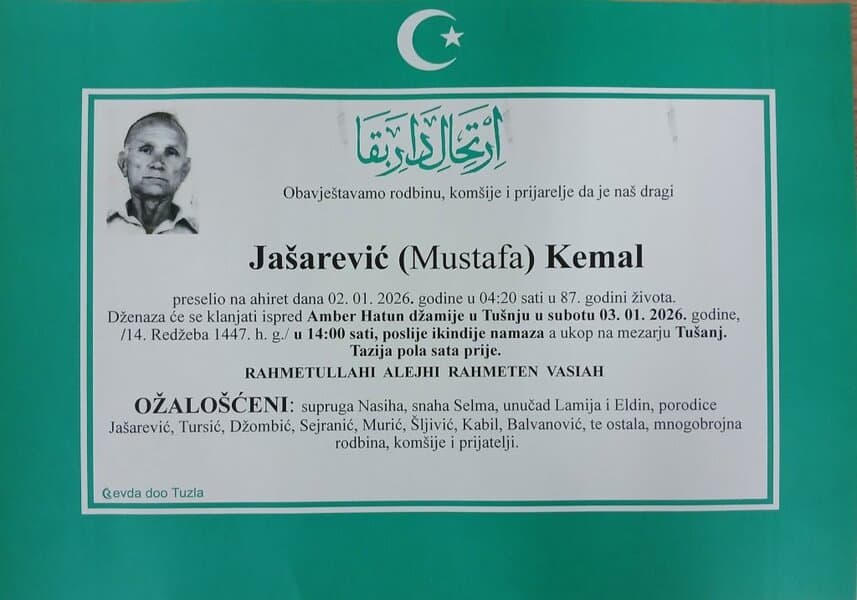 اِرْتِحَالِ دَارِ بَقَا
Obavještavamo rodbinu, komšije i prijarelje da je naš dragi
Jašarević (Mustafa) Kemal
preselio na ahiret dana 02. 01. 2026. godine u 04:20 sati u 87. godini života.
Dženaza će se klanjati ispred Amber Hatun džamije u Tušnju u subotu 03. 01. 2026. godine,
/14. Redžeba 1447. h. g./ u 14:00 sati, poslije ikindije namaza a ukop na mezarju Tušanj.
Tazija pola sata prije.
RAHMETULLAHI ALEJHI RAHMETEN VASIAH
OŽALOŠĆENI: supruga Nasiha, snaha Selma, unučad Lamija i Eldin, porodice
Jašarević, Tursić, Džombić, Sejranić, Murić, Šljivić, Kabil, Balvanović, te ostala, mnogobrojna
rodbina, komšije i prijatelji.
Ževda doo Tuzla